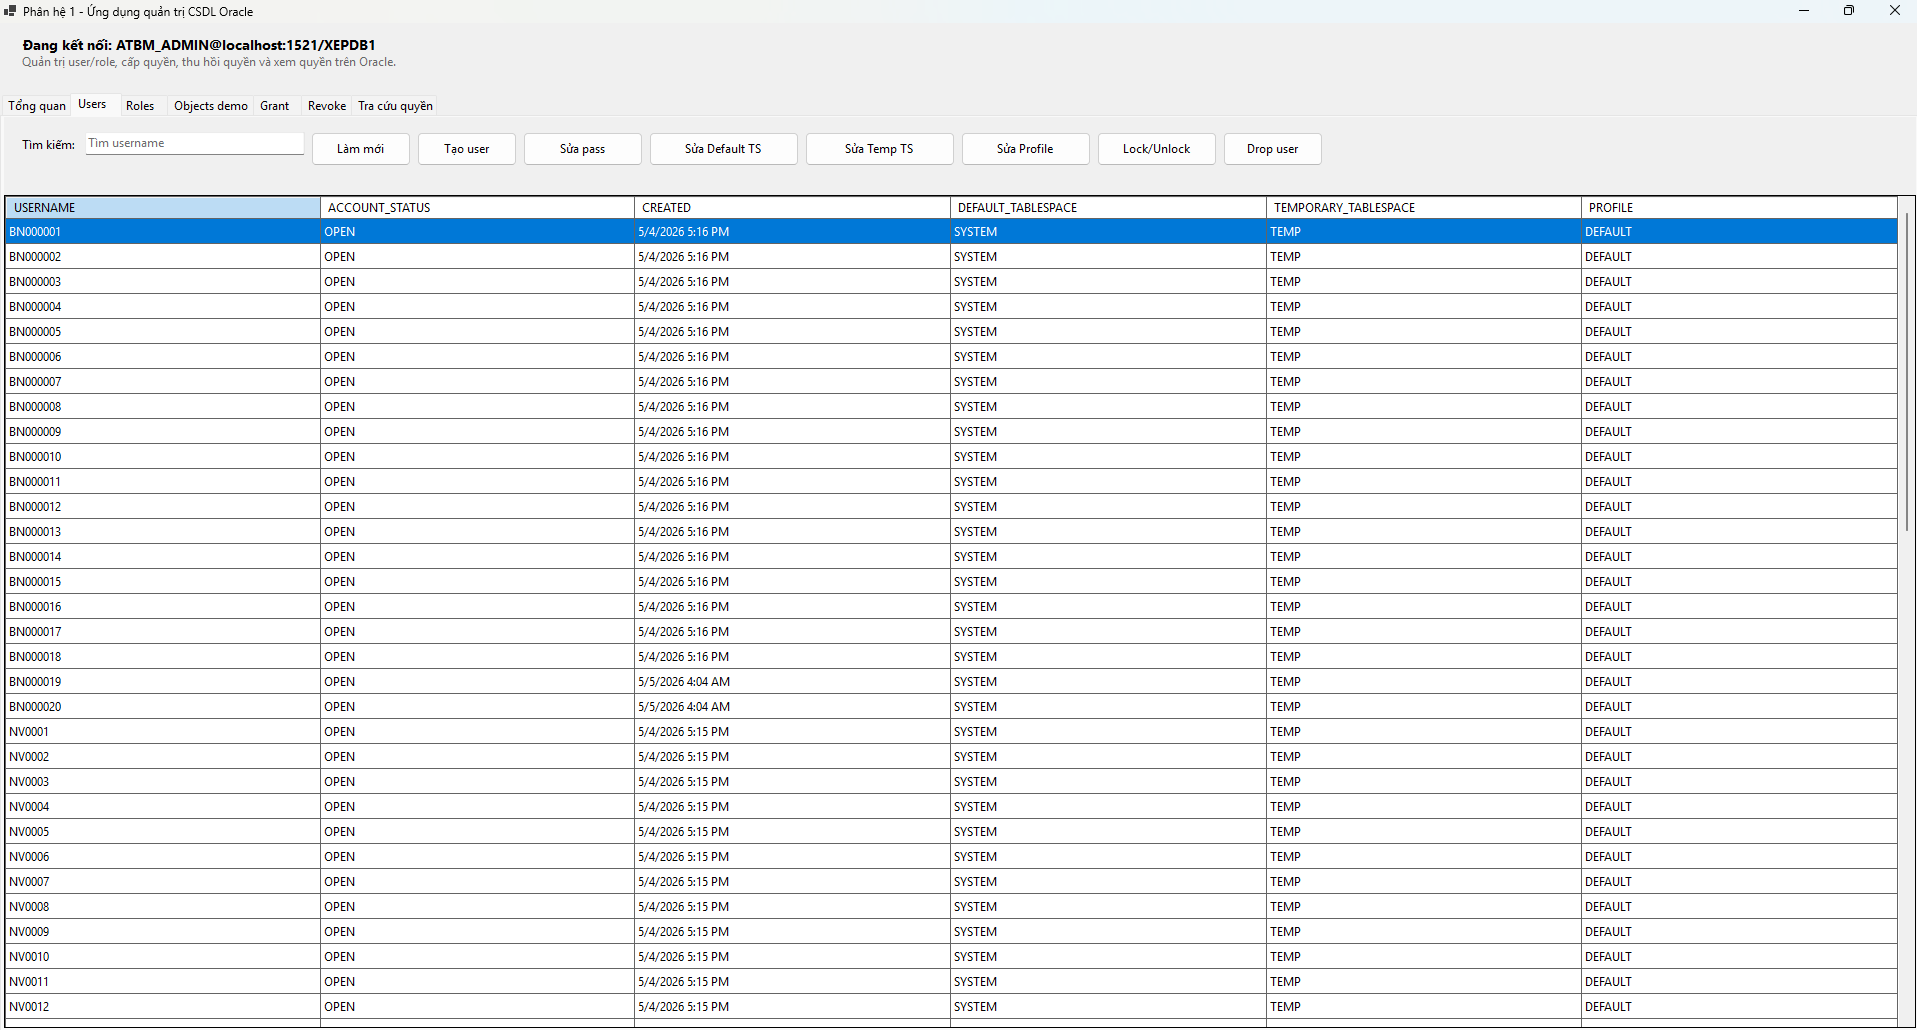 Phân hệ 1 - Ứng dụng quản trị CSDL Oracle
Đang kết nối: ATBM_ADMIN@localhost:1521/XEPDB1
Quản trị user/role, cấp quyền, thu hồi quyền và xem quyền trên Oracle.
Tổng quan Users Roles Objects demo Grant Revoke Tra cứu quyền
Tìm kiếm: Tìm username Làm mới Tạo user Sửa pass Sửa Default TS Sửa Temp TS Sửa Profile Lock/Unlock Drop user
USERNAME ACCOUNT_STATUS CREATED DEFAULT_TABLESPACE TEMPORARY_TABLESPACE PROFILE
BN000001 OPEN 5/4/2026 5:16 PM SYSTEM TEMP DEFAULT
BN000002 OPEN 5/4/2026 5:16 PM SYSTEM TEMP DEFAULT
BN000003 OPEN 5/4/2026 5:16 PM SYSTEM TEMP DEFAULT
BN000004 OPEN 5/4/2026 5:16 PM SYSTEM TEMP DEFAULT
BN000005 OPEN 5/4/2026 5:16 PM SYSTEM TEMP DEFAULT
BN000006 OPEN 5/4/2026 5:16 PM SYSTEM TEMP DEFAULT
BN000007 OPEN 5/4/2026 5:16 PM SYSTEM TEMP DEFAULT
BN000008 OPEN 5/4/2026 5:16 PM SYSTEM TEMP DEFAULT
BN000009 OPEN 5/4/2026 5:16 PM SYSTEM TEMP DEFAULT
BN000010 OPEN 5/4/2026 5:16 PM SYSTEM TEMP DEFAULT
BN000011 OPEN 5/4/2026 5:16 PM SYSTEM TEMP DEFAULT
BN000012 OPEN 5/4/2026 5:16 PM SYSTEM TEMP DEFAULT
BN000013 OPEN 5/4/2026 5:16 PM SYSTEM TEMP DEFAULT
BN000014 OPEN 5/4/2026 5:16 PM SYSTEM TEMP DEFAULT
BN000015 OPEN 5/4/2026 5:16 PM SYSTEM TEMP DEFAULT
BN000016 OPEN 5/4/2026 5:16 PM SYSTEM TEMP DEFAULT
BN000017 OPEN 5/4/2026 5:16 PM SYSTEM TEMP DEFAULT
BN000018 OPEN 5/4/2026 5:16 PM SYSTEM TEMP DEFAULT
BN000019 OPEN 5/5/2026 4:04 AM SYSTEM TEMP DEFAULT
BN000020 OPEN 5/5/2026 4:04 AM SYSTEM TEMP DEFAULT
NV0001 OPEN 5/4/2026 5:15 PM SYSTEM TEMP DEFAULT
NV0002 OPEN 5/4/2026 5:15 PM SYSTEM TEMP DEFAULT
NV0003 OPEN 5/4/2026 5:15 PM SYSTEM TEMP DEFAULT
NV0004 OPEN 5/4/2026 5:15 PM SYSTEM TEMP DEFAULT
NV0005 OPEN 5/4/2026 5:15 PM SYSTEM TEMP DEFAULT
NV0006 OPEN 5/4/2026 5:15 PM SYSTEM TEMP DEFAULT
NV0007 OPEN 5/4/2026 5:15 PM SYSTEM TEMP DEFAULT
NV0008 OPEN 5/4/2026 5:15 PM SYSTEM TEMP DEFAULT
NV0009 OPEN 5/4/2026 5:15 PM SYSTEM TEMP DEFAULT
NV0010 OPEN 5/4/2026 5:15 PM SYSTEM TEMP DEFAULT
NV0011 OPEN 5/4/2026 5:15 PM SYSTEM TEMP DEFAULT
NV0012 OPEN 5/4/2026 5:15 PM SYSTEM TEMP DEFAULT